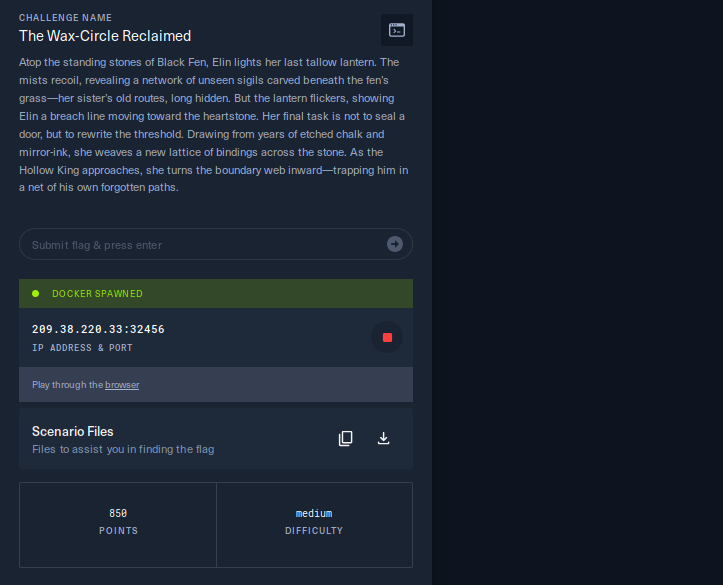 CHALLENGE NAME
The Wax-Circle Reclaimed
Atop the standing stones of Black Fen, Elin lights her last tallow lantern. The
mists recoil, revealing a network of unseen sigils carved beneath the fen's
grass—her sister's old routes, long hidden. But the lantern flickers, showing
Elin a breach line moving toward the heartstone. Her final task is not to seal a
door, but to rewrite the threshold. Drawing from years of etched chalk and
mirror-ink, she weaves a new lattice of bindings across the stone. As the
Hollow King approaches, she turns the boundary web inward—trapping him in
a net of his own forgotten paths.
Submit flag & press enter
DOCKER SPAWNED
209.38.220.33:32456
IP ADDRESS & PORT
Play through the browser
Scenario Files
Files to assist you in finding the flag
850
POINTS
medium
DIFFICULTY